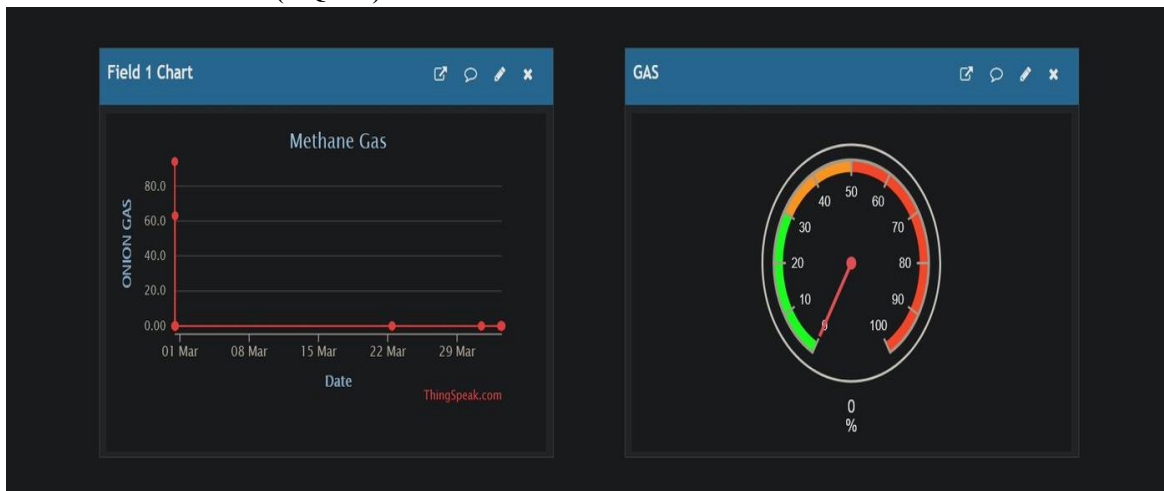 Field 1 Chart
Methane Gas
ONION GAS
80.0
60.0
40.0
20.0
0.00
01 Mar 08 Mar 15 Mar 22 Mar 29 Mar
Date
ThingSpeak.com
GAS
0
10
20
30
40
50
60
70
80
90
100
0
%